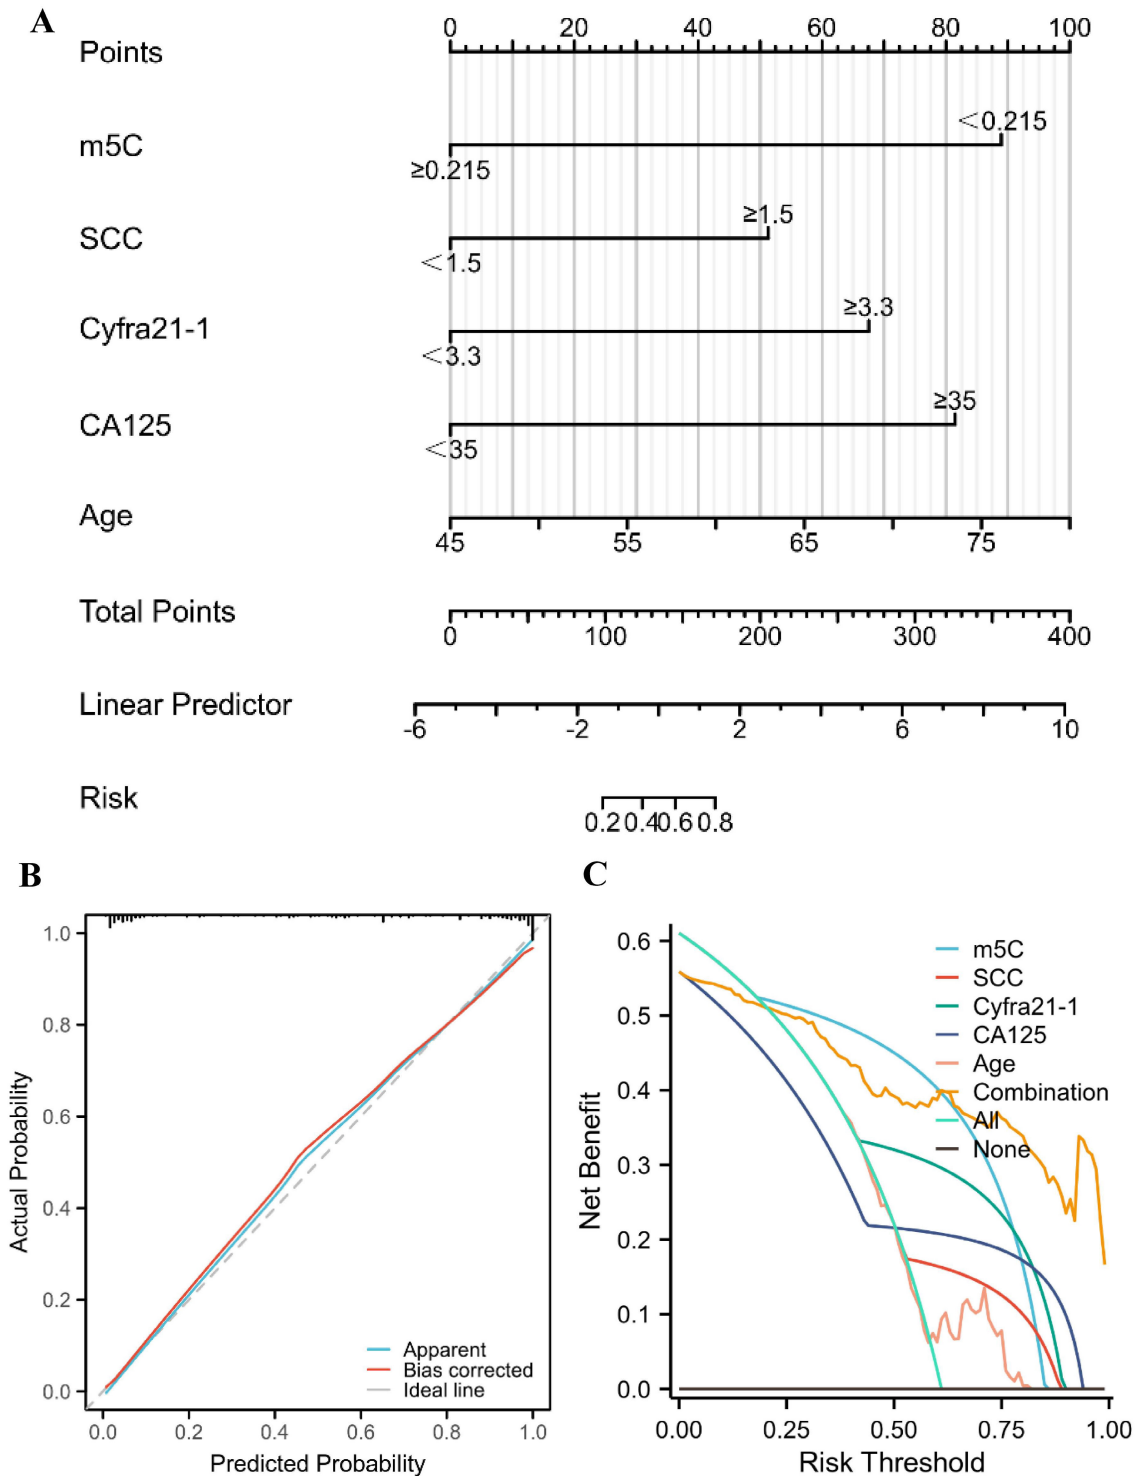 A
Points
0 20 40 60 80 100
m5C
<0.215
≥0.215
SCC
≥1.5
<1.5
Cyfra21-1
≥3.3
<3.3
CA125
≥35
<35
Age
45 55 65 75
Total Points
0 100 200 300 400
Linear Predictor
-6 -2 2 6 10
Risk
0.2 0.4 0.6 0.8
B
Actual Probability
1.0
0.8
0.6
0.4
0.2
0.0
Apparent
Bias corrected
Ideal line
0.0 0.2 0.4 0.6 0.8 1.0
Predicted Probability
C
Net Benefit
0.6
0.5
0.4
0.3
0.2
0.1
0.0
m5C
SCC
Cyfra21-1
CA125
Age
Combination
All
None
0.00 0.25 0.50 0.75 1.00
Risk Threshold